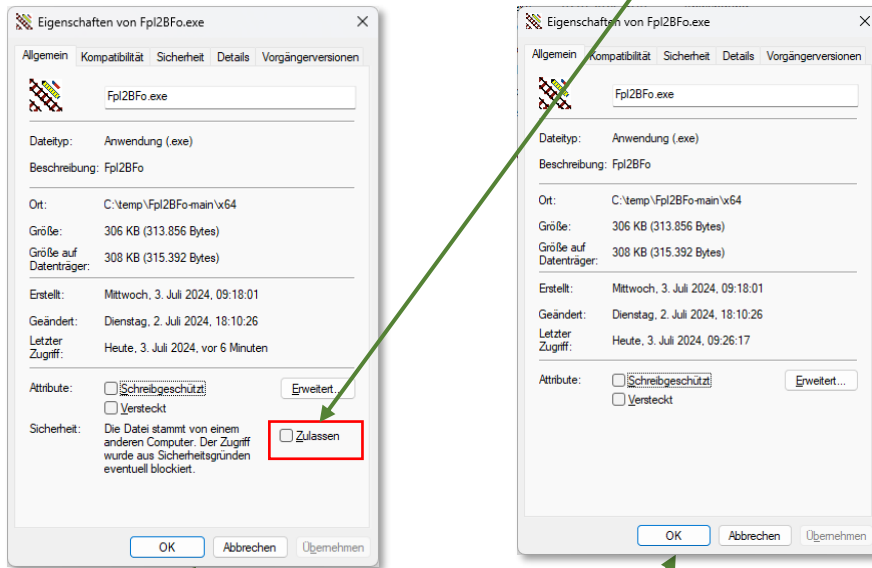 Eigenschaften von Fpl2BFo.exe
Allgemein Kompatibilität Sicherheit Details Vorgängerversionen
Fpl2BFo.exe
Dateityp: Anwendung (.exe)
Beschreibung: Fpl2BFo
Ort: C:\temp\Fpl2BFo-main\x64
Größe: 306 KB (313.856 Bytes)
Größe auf
Datenträger: 308 KB (315.392 Bytes)
Erstellt: Mittwoch, 3. Juli 2024, 09:18:01
Geändert: Dienstag, 2. Juli 2024, 18:10:26
Letzter
Zugriff: Heute, 3. Juli 2024, vor 6 Minuten
Attribute: Schreibgeschützt Erweitert...
Versteckt
Sicherheit: Die Datei stammt von einem
anderen Computer. Der Zugriff
wurde aus Sicherheitsgründen
eventuell blockiert.
Zulassen
OK Abbrechen Übernehmen
Eigenschaften von Fpl2BFo.exe
Allgemein Kompatibilität Sicherheit Details Vorgängerversionen
Fpl2BFo.exe
Dateityp: Anwendung (.exe)
Beschreibung: Fpl2BFo
Ort: C:\temp\Fpl2BFo-main\x64
Größe: 306 KB (313.856 Bytes)
Größe auf
Datenträger: 308 KB (315.392 Bytes)
Erstellt: Mittwoch, 3. Juli 2024, 09:18:01
Geändert: Dienstag, 2. Juli 2024, 18:10:26
Letzter
Zugriff: Heute, 3. Juli 2024, 09:26:17
Attribute: Schreibgeschützt Erweitert...
Versteckt
OK Abbrechen Übernehmen